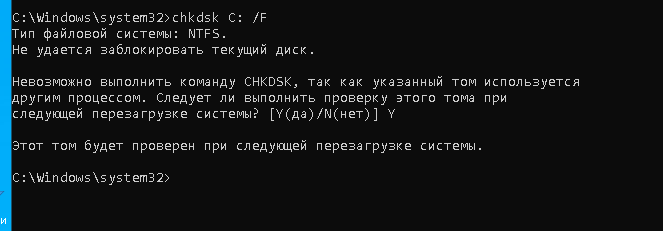 C:\Windows\system32>chkdsk C: /F
Тип файловой системы: NTFS.
Не удается заблокировать текущий диск.
Невозможно выполнить команду CHKDSK, так как указанный том используется
другим процессом. Следует ли выполнить проверку этого тома при
следующей перезагрузке системы? [Y(да)/N(нет)] Y
Этот том будет проверен при следующей перезагрузке системы.
C:\Windows\system32>
и